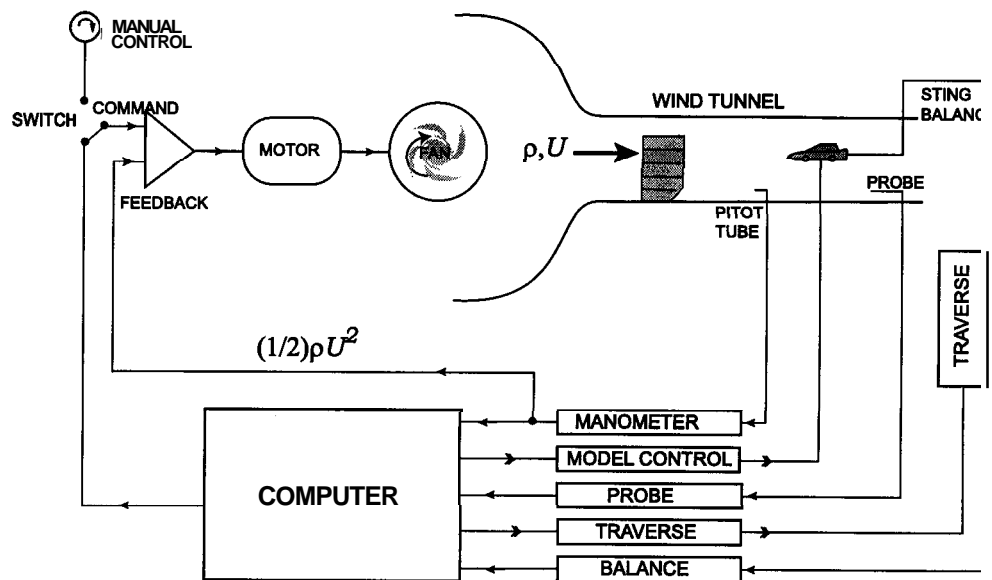 MANUAL
CONTROL
SWITCH
COMMAND
FEEDBACK
MOTOR
FAN
WIND TUNNEL
ρ,U
STING
BALANC
PROBE
PITOT
TUBE
TRAVERSE
(1/2)ρU²
COMPUTER
MANOMETER
MODEL CONTROL
PROBE
TRAVERSE
BALANCE